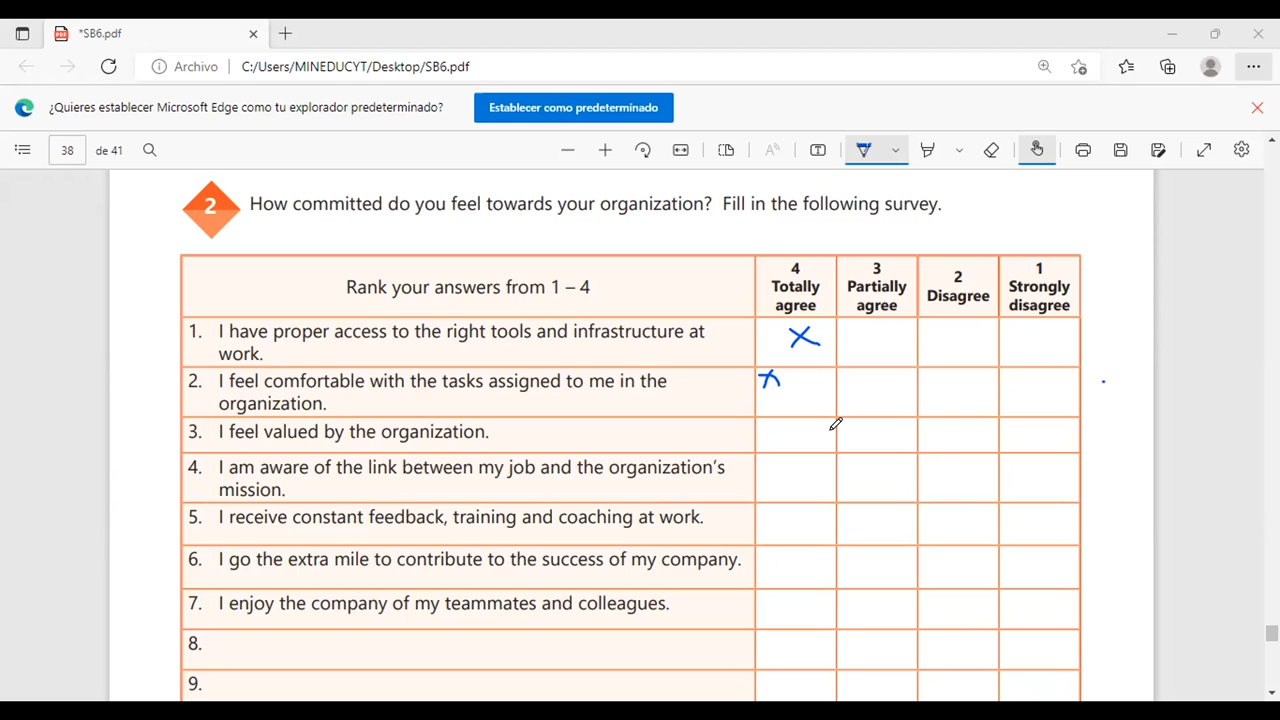 *SB6.pdf
Archivo C:/Users/MINEDUCYT/Desktop/SB6.pdf
¿Quieres establecer Microsoft Edge como tu explorador predeterminado? Establecer como predeterminado
38 de 41
2 How committed do you feel towards your organization? Fill in the following survey.
Rank your answers from 1 – 4
4
Totally
agree
3
Partially
agree
2
Disagree
1
Strongly
disagree
1. I have proper access to the right tools and infrastructure at
work.
X
2. I feel comfortable with the tasks assigned to me in the
organization.
X
3. I feel valued by the organization.
4. I am aware of the link between my job and the organization's
mission.
5. I receive constant feedback, training and coaching at work.
6. I go the extra mile to contribute to the success of my company.
7. I enjoy the company of my teammates and colleagues.
8.
9.